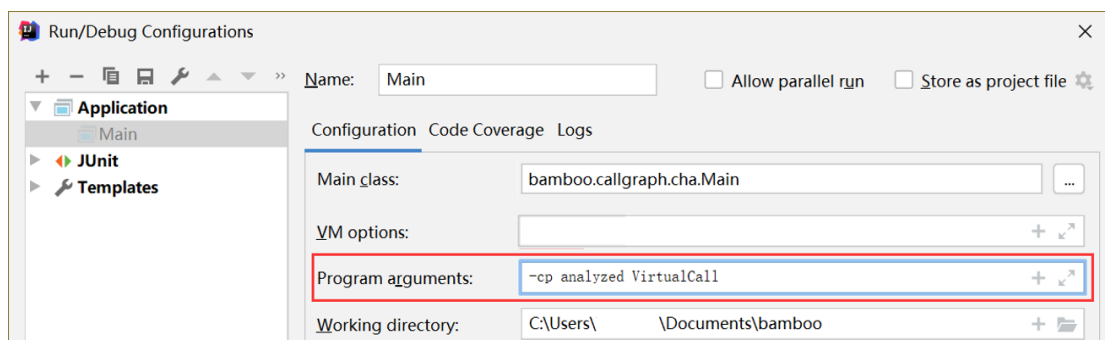 Run/Debug Configurations
Name: Main Allow parallel run Store as project file
Application
Main
JUnit
Templates
Configuration Code Coverage Logs
Main class: bamboo.callgraph.cha.Main ...
VM options:
Program arguments: -cp analyzed VirtualCall
Working directory: C:\Users\ \Documents\bamboo